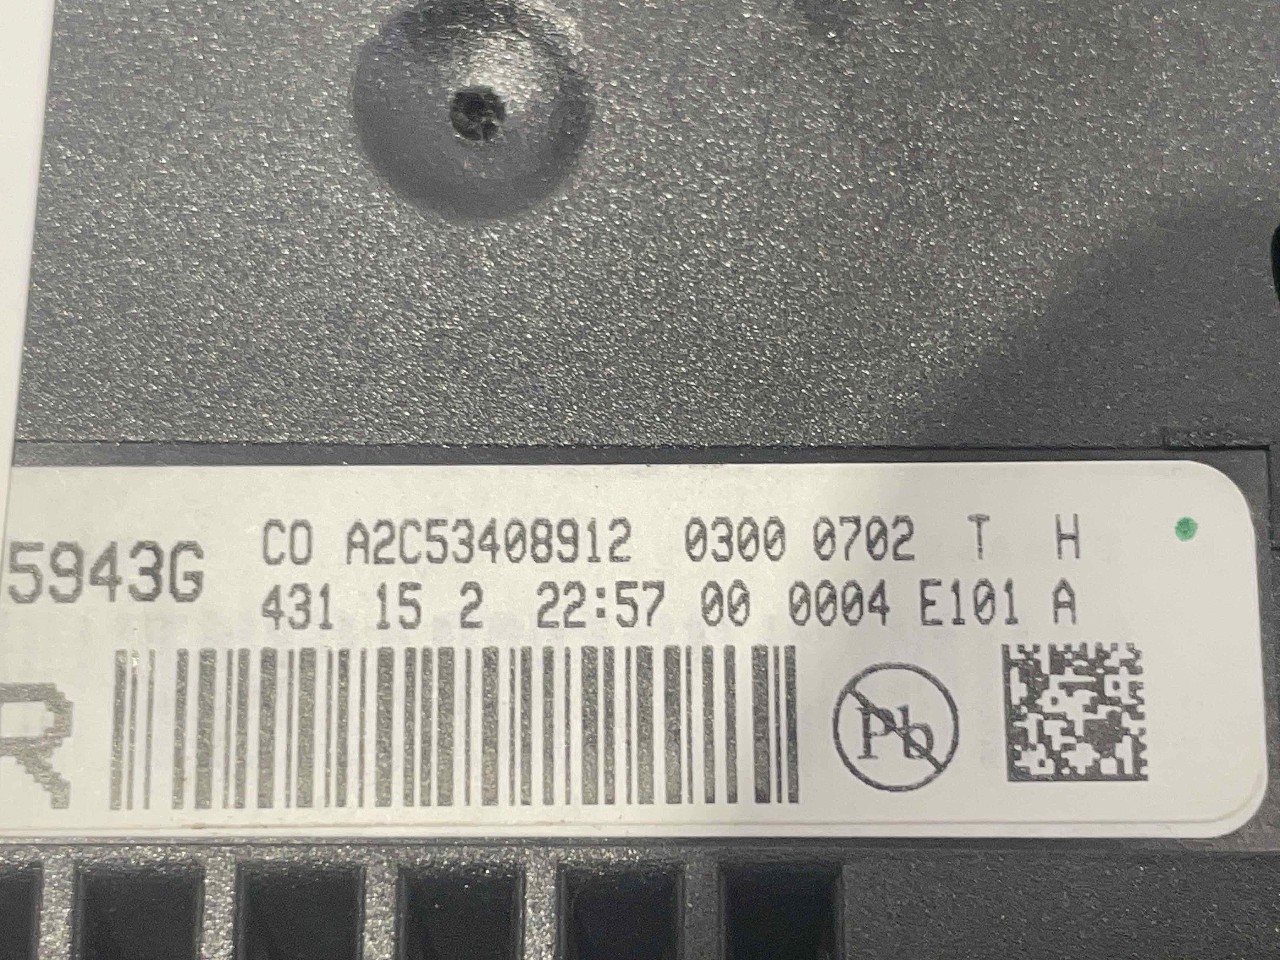 5943G
CO A2C53408912 0300 0702 T H
431 15 2 22:57 00 0004 E101 A
R
Pb